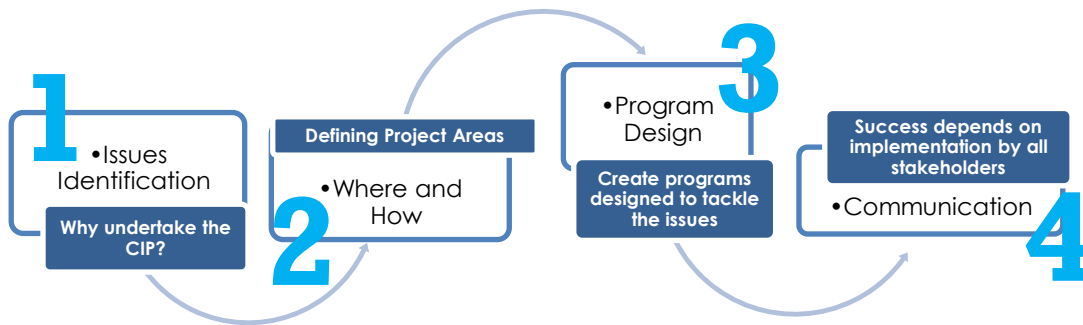 1
•Issues
Identification
Why undertake the
CIP?
Defining Project Areas
•Where and
How
2
3
•Program
Design
Create programs
designed to tackle
the issues
Success depends on
implementation by all
stakeholders
•Communication
4